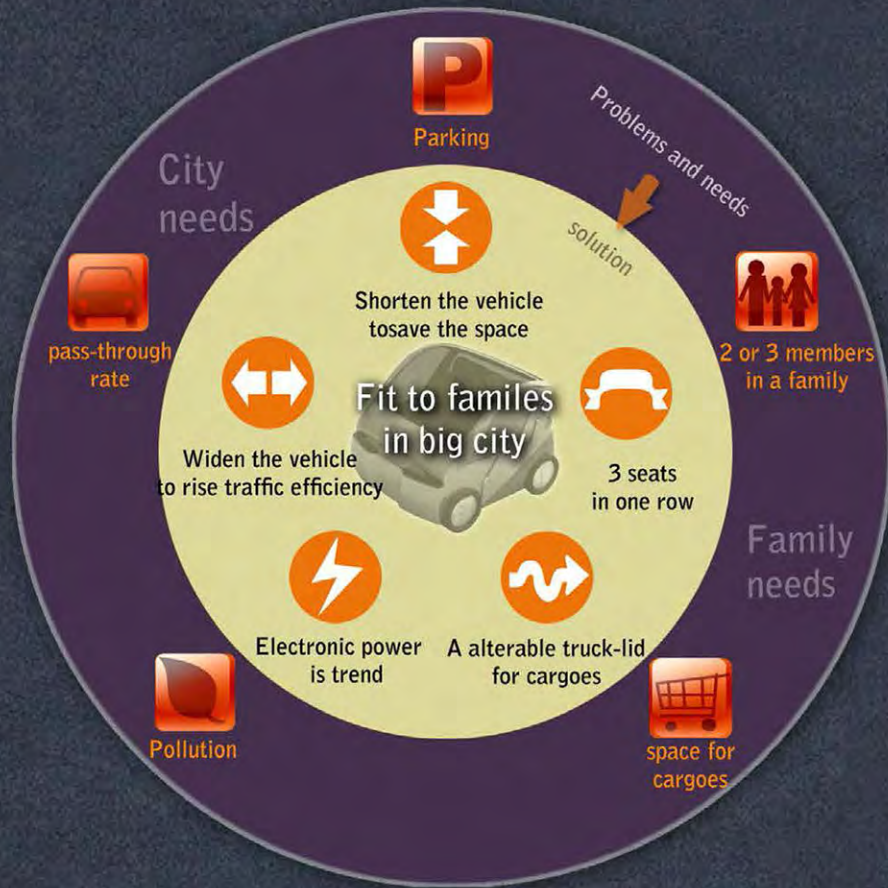 P
Parking
Problems and needs
City
needs
solution
Shorten the vehicle
tosave the space
pass-through
rate
2 or 3 members
in a family
Fit to familes
in big city
Widen the vehicle
to rise traffic efficiency
3 seats
in one row
Family
needs
Electronic power
is trend
A alterable truck-lid
for cargoes
Pollution
space for
cargoes